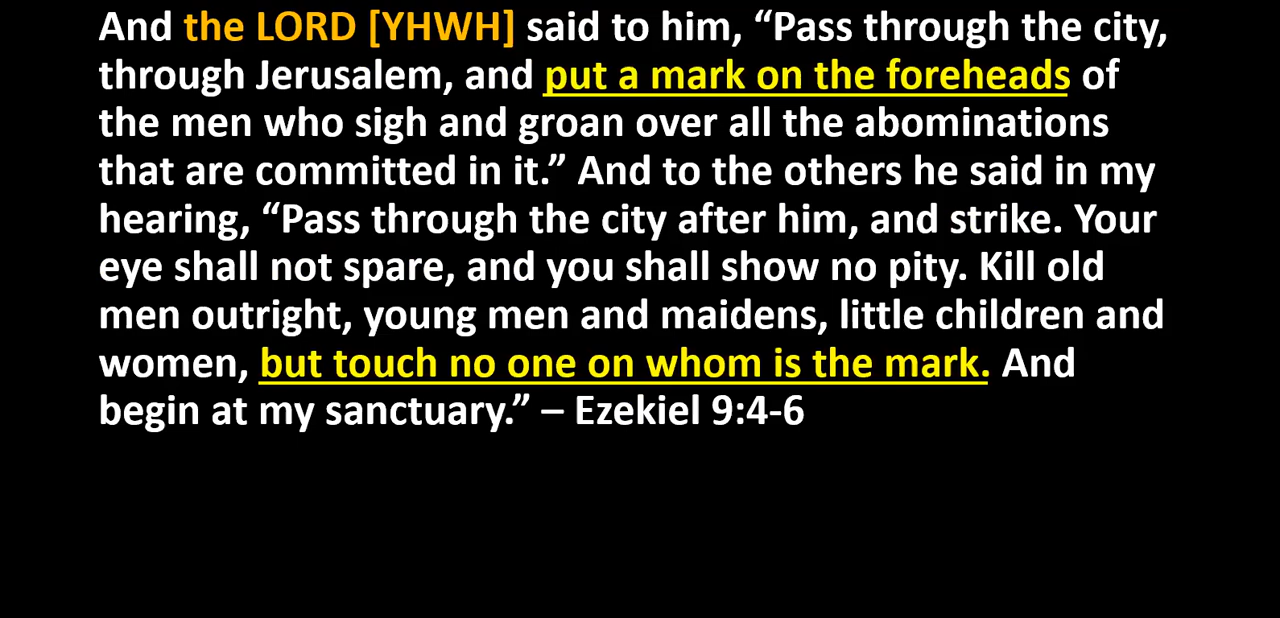 And the LORD [YHWH] said to him, “Pass through the city,
through Jerusalem, and put a mark on the foreheads of
the men who sigh and groan over all the abominations
that are committed in it.” And to the others he said in my
hearing, “Pass through the city after him, and strike. Your
eye shall not spare, and you shall show no pity. Kill old
men outright, young men and maidens, little children and
women, but touch no one on whom is the mark. And
begin at my sanctuary.” – Ezekiel 9:4-6